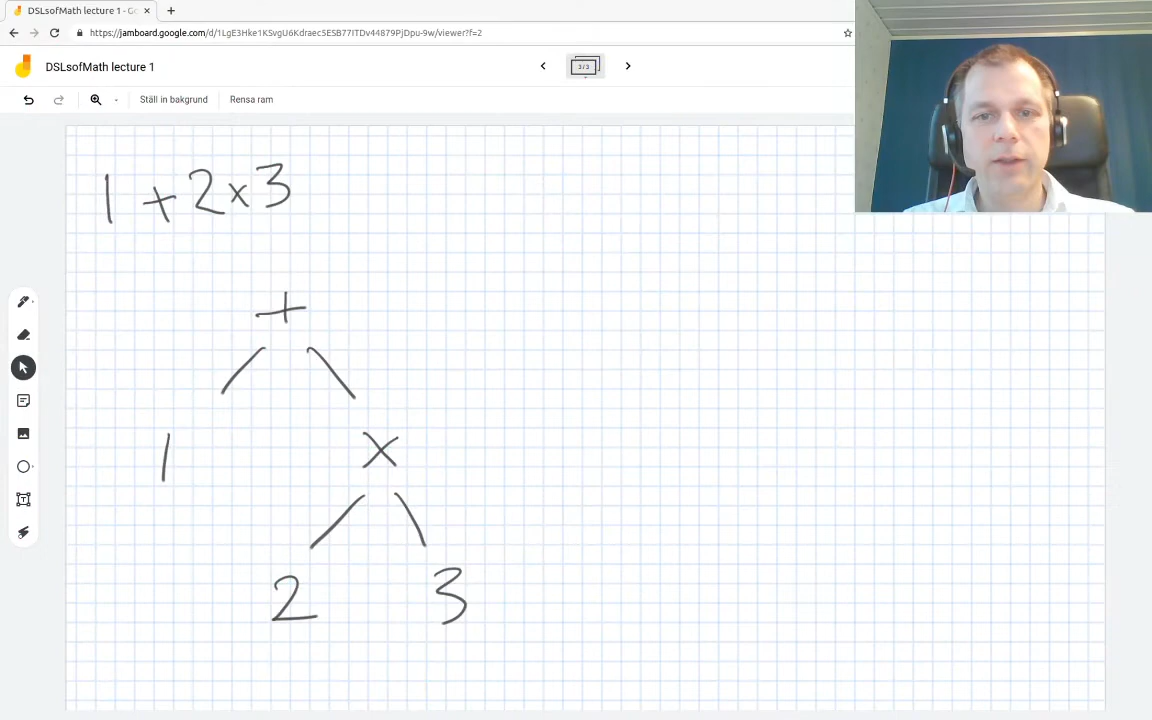 DSLsofMath lecture 1 - Go
https://jamboard.google.com/d/1LgE3Hke1KSvgU6Kdraec5ESB77ITDv44879PjDpu-9w/viewer?f=2
DSLsofMath lecture 1
3/3
Ställ in bakgrund
Rensa ram
1 + 2 × 3
+
1 ×
2 3